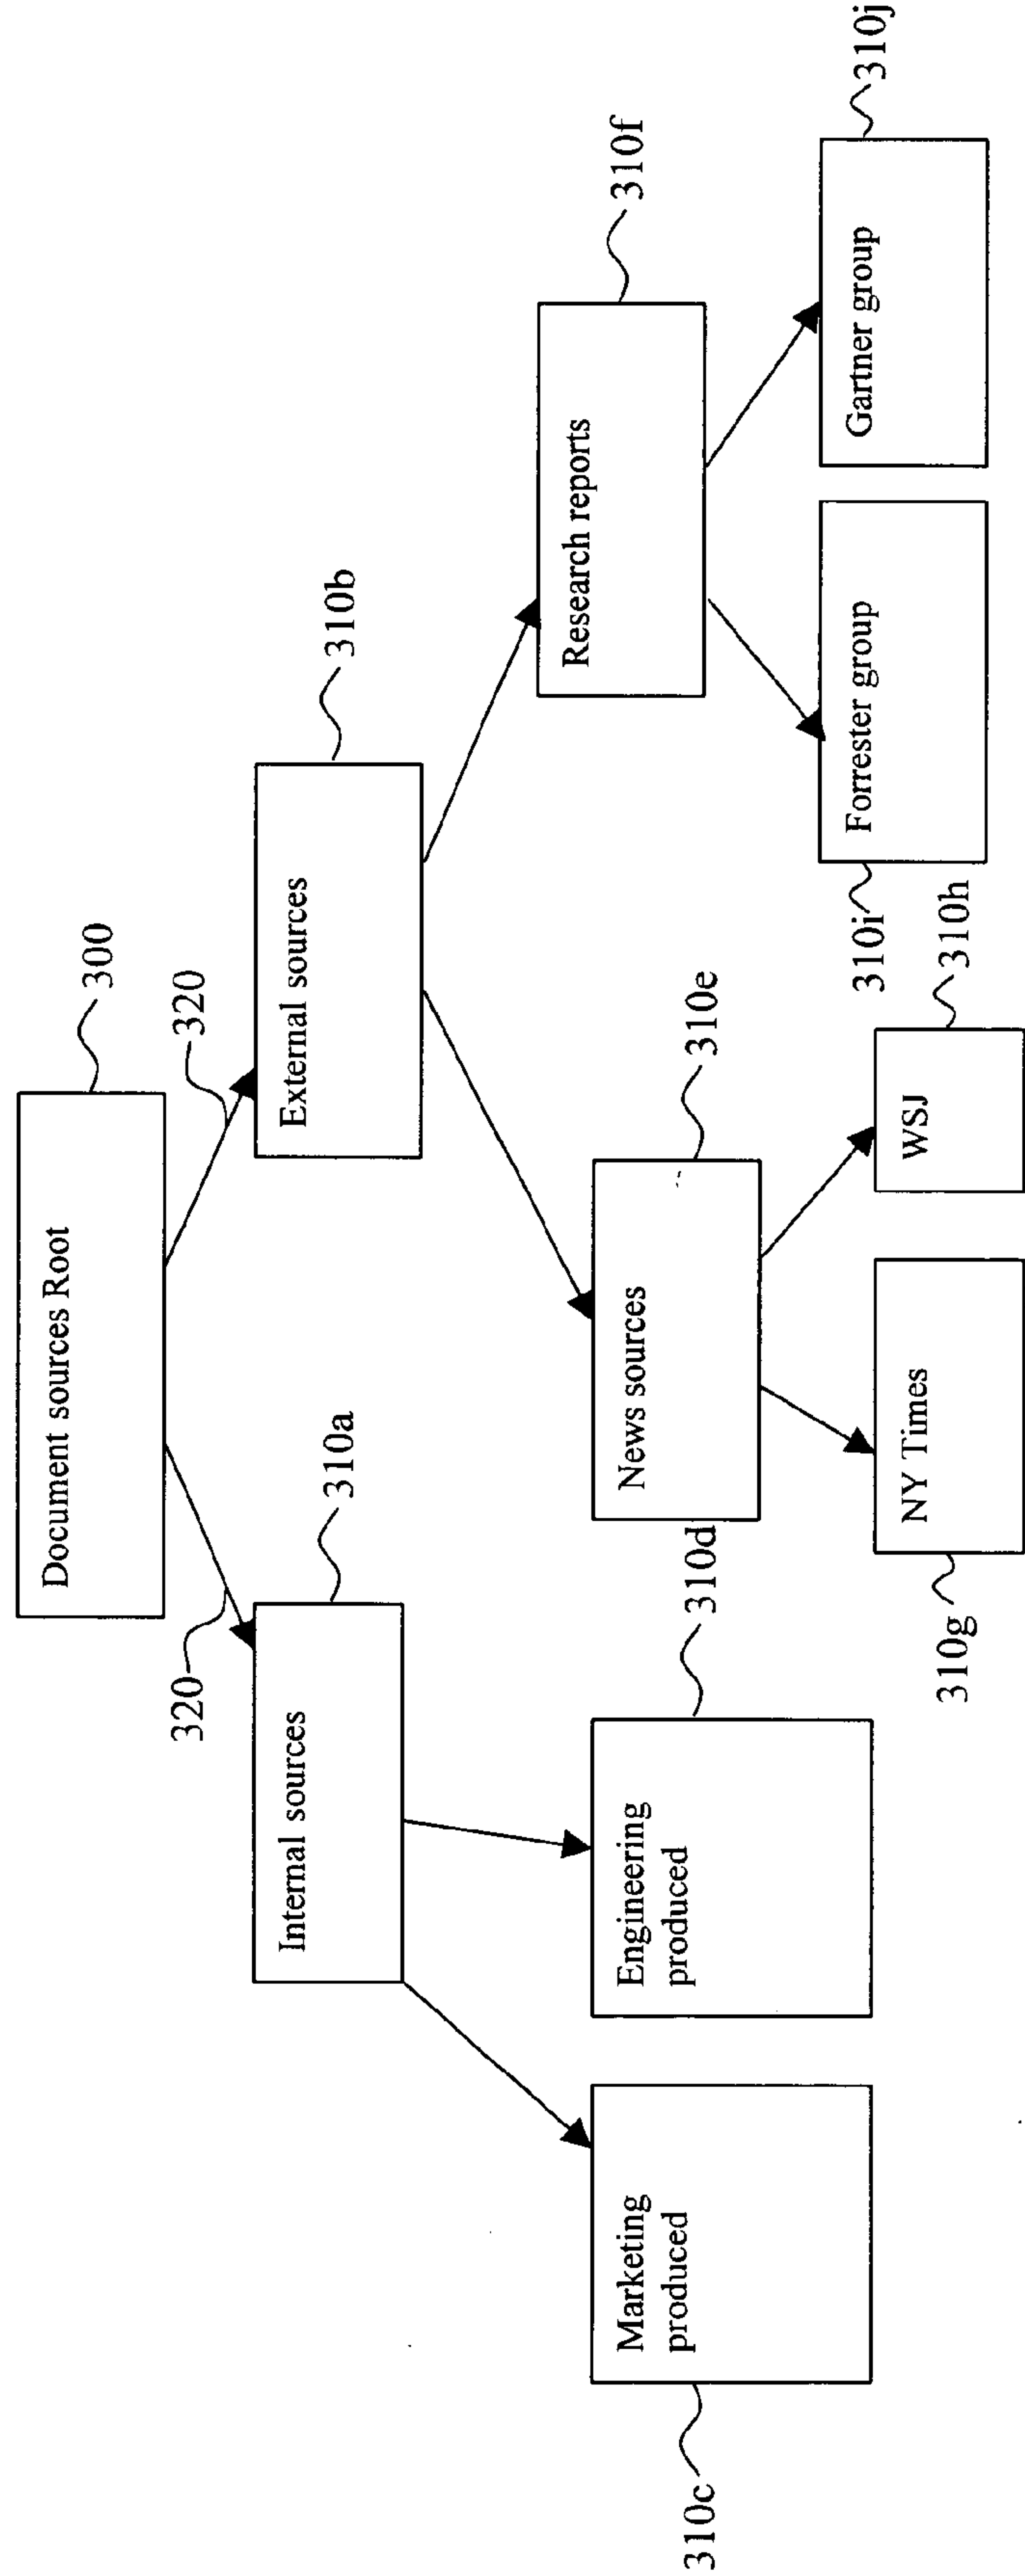 Document sources Root
300
320
320
Internal sources
310a
External sources
310b
Marketing
produced
310c
Engineering
produced
310d
News sources
310e
Research reports
310f
NY Times
310g
WSJ
310h
Forrester group
310i
Gartner group
310j